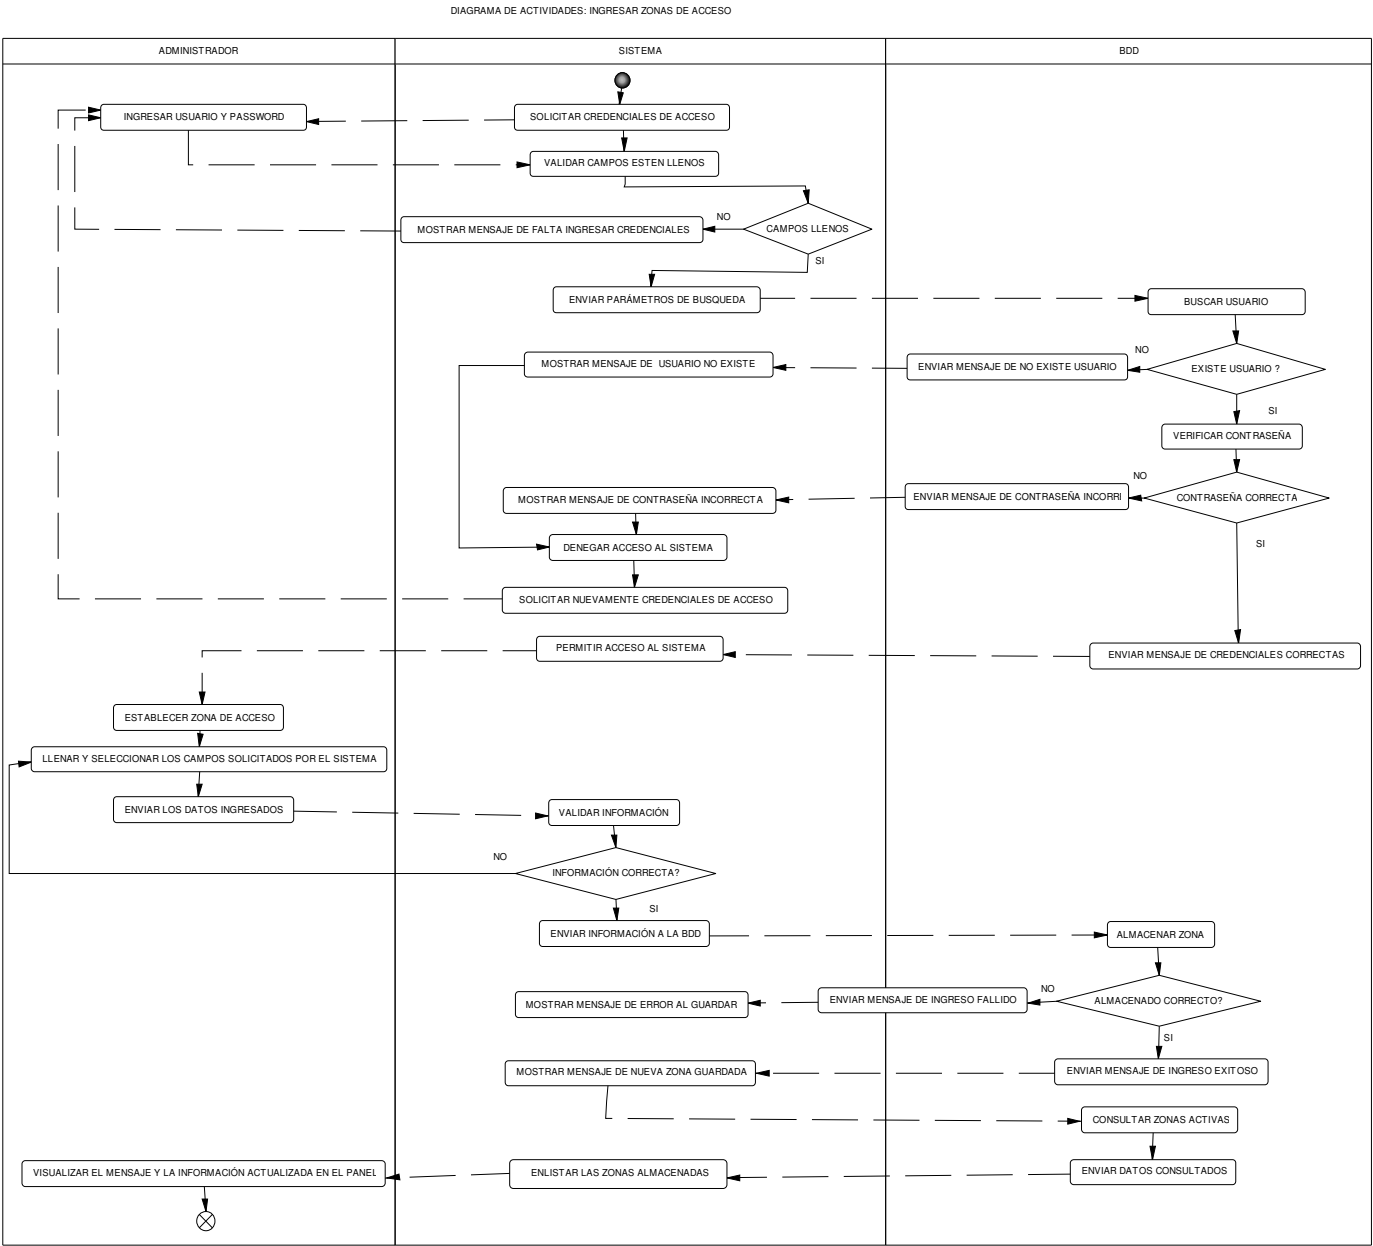 DIAGRAMA DE ACTIVIDADES: INGRESAR ZONAS DE ACCESO
ADMINISTRADOR
SISTEMA
BDD
INGRESAR USUARIO Y PASSWORD
SOLICITAR CREDENCIALES DE ACCESO
VALIDAR CAMPOS ESTEN LLENOS
NO
MOSTRAR MENSAJE DE FALTA INGRESAR CREDENCIALES
CAMPOS LLENOS
SI
ENVIAR PARÁMETROS DE BUSQUEDA
BUSCAR USUARIO
NO
MOSTRAR MENSAJE DE USUARIO NO EXISTE
ENVIAR MENSAJE DE NO EXISTE USUARIO
EXISTE USUARIO ?
SI
VERIFICAR CONTRASEÑA
NO
MOSTRAR MENSAJE DE CONTRASEÑA INCORRECTA
ENVIAR MENSAJE DE CONTRASEÑA INCORRI
CONTRASEÑA CORRECTA
SI
DENEGAR ACCESO AL SISTEMA
SOLICITAR NUEVAMENTE CREDENCIALES DE ACCESO
PERMITIR ACCESO AL SISTEMA
ENVIAR MENSAJE DE CREDENCIALES CORRECTAS
ESTABLECER ZONA DE ACCESO
LLENAR Y SELECCIONAR LOS CAMPOS SOLICITADOS POR EL SISTEMA
ENVIAR LOS DATOS INGRESADOS
VALIDAR INFORMACIÓN
NO
INFORMACIÓN CORRECTA?
SI
ENVIAR INFORMACIÓN A LA BDD
ALMACENAR ZONA
NO
MOSTRAR MENSAJE DE ERROR AL GUARDAR
ENVIAR MENSAJE DE INGRESO FALLIDO
ALMACENADO CORRECTO?
SI
MOSTRAR MENSAJE DE NUEVA ZONA GUARDADA
ENVIAR MENSAJE DE INGRESO EXITOSO
CONSULTAR ZONAS ACTIVAS
VISUALIZAR EL MENSAJE Y LA INFORMACIÓN ACTUALIZADA EN EL PANEL
ENLISTAR LAS ZONAS ALMACENADAS
ENVIAR DATOS CONSULTADOS